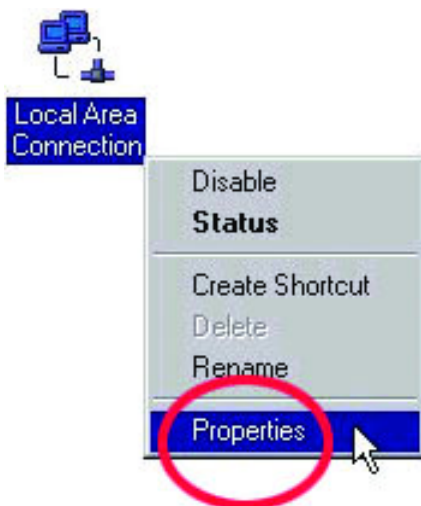 Local Area
Connection
Disable
Status
Create Shortcut
Delete
Rename
Properties